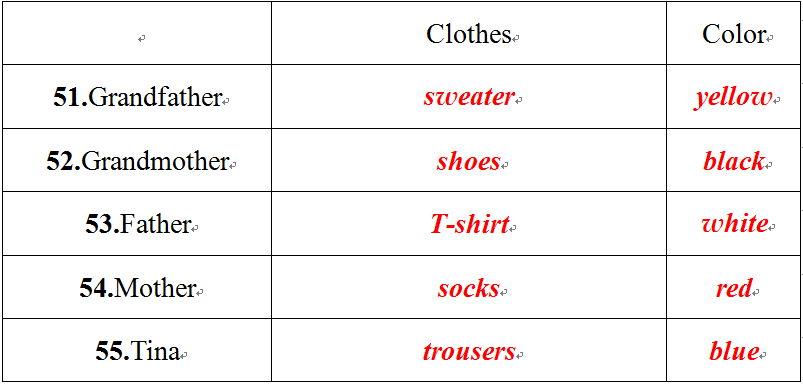 Clothes Color
51.Grandfather sweater yellow
52.Grandmother shoes black
53.Father T-shirt white
54.Mother socks red
55.Tina trousers blue